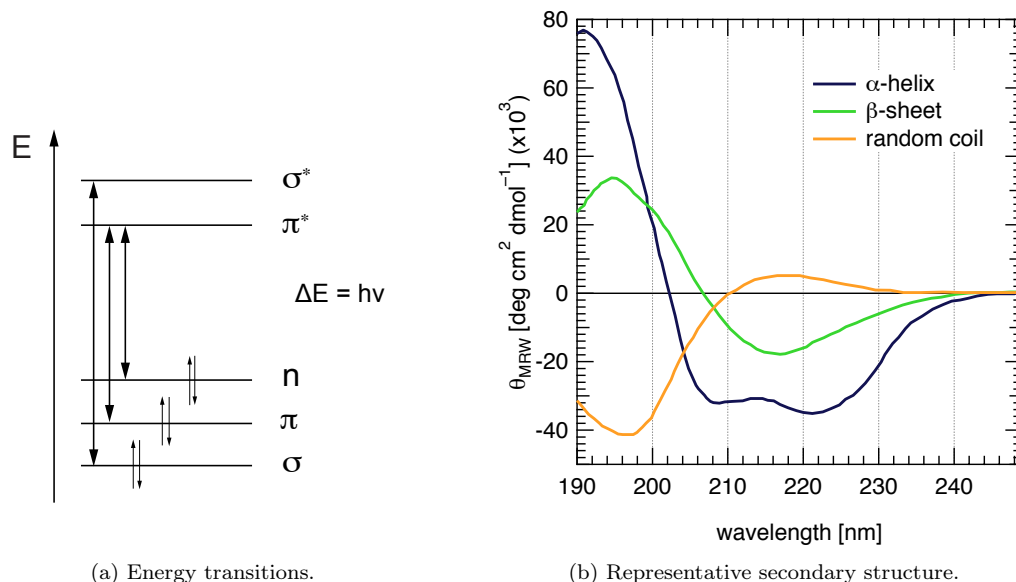 E
σ*
π*
ΔE = hν
n
π
σ
(a) Energy transitions.
θMRW [deg cm² dmol⁻¹] (x10³)
80
60
40
20
0
-20
-40
α-helix
β-sheet
random coil
190
200
210
220
230
240
wavelength [nm]
(b) Representative secondary structure.